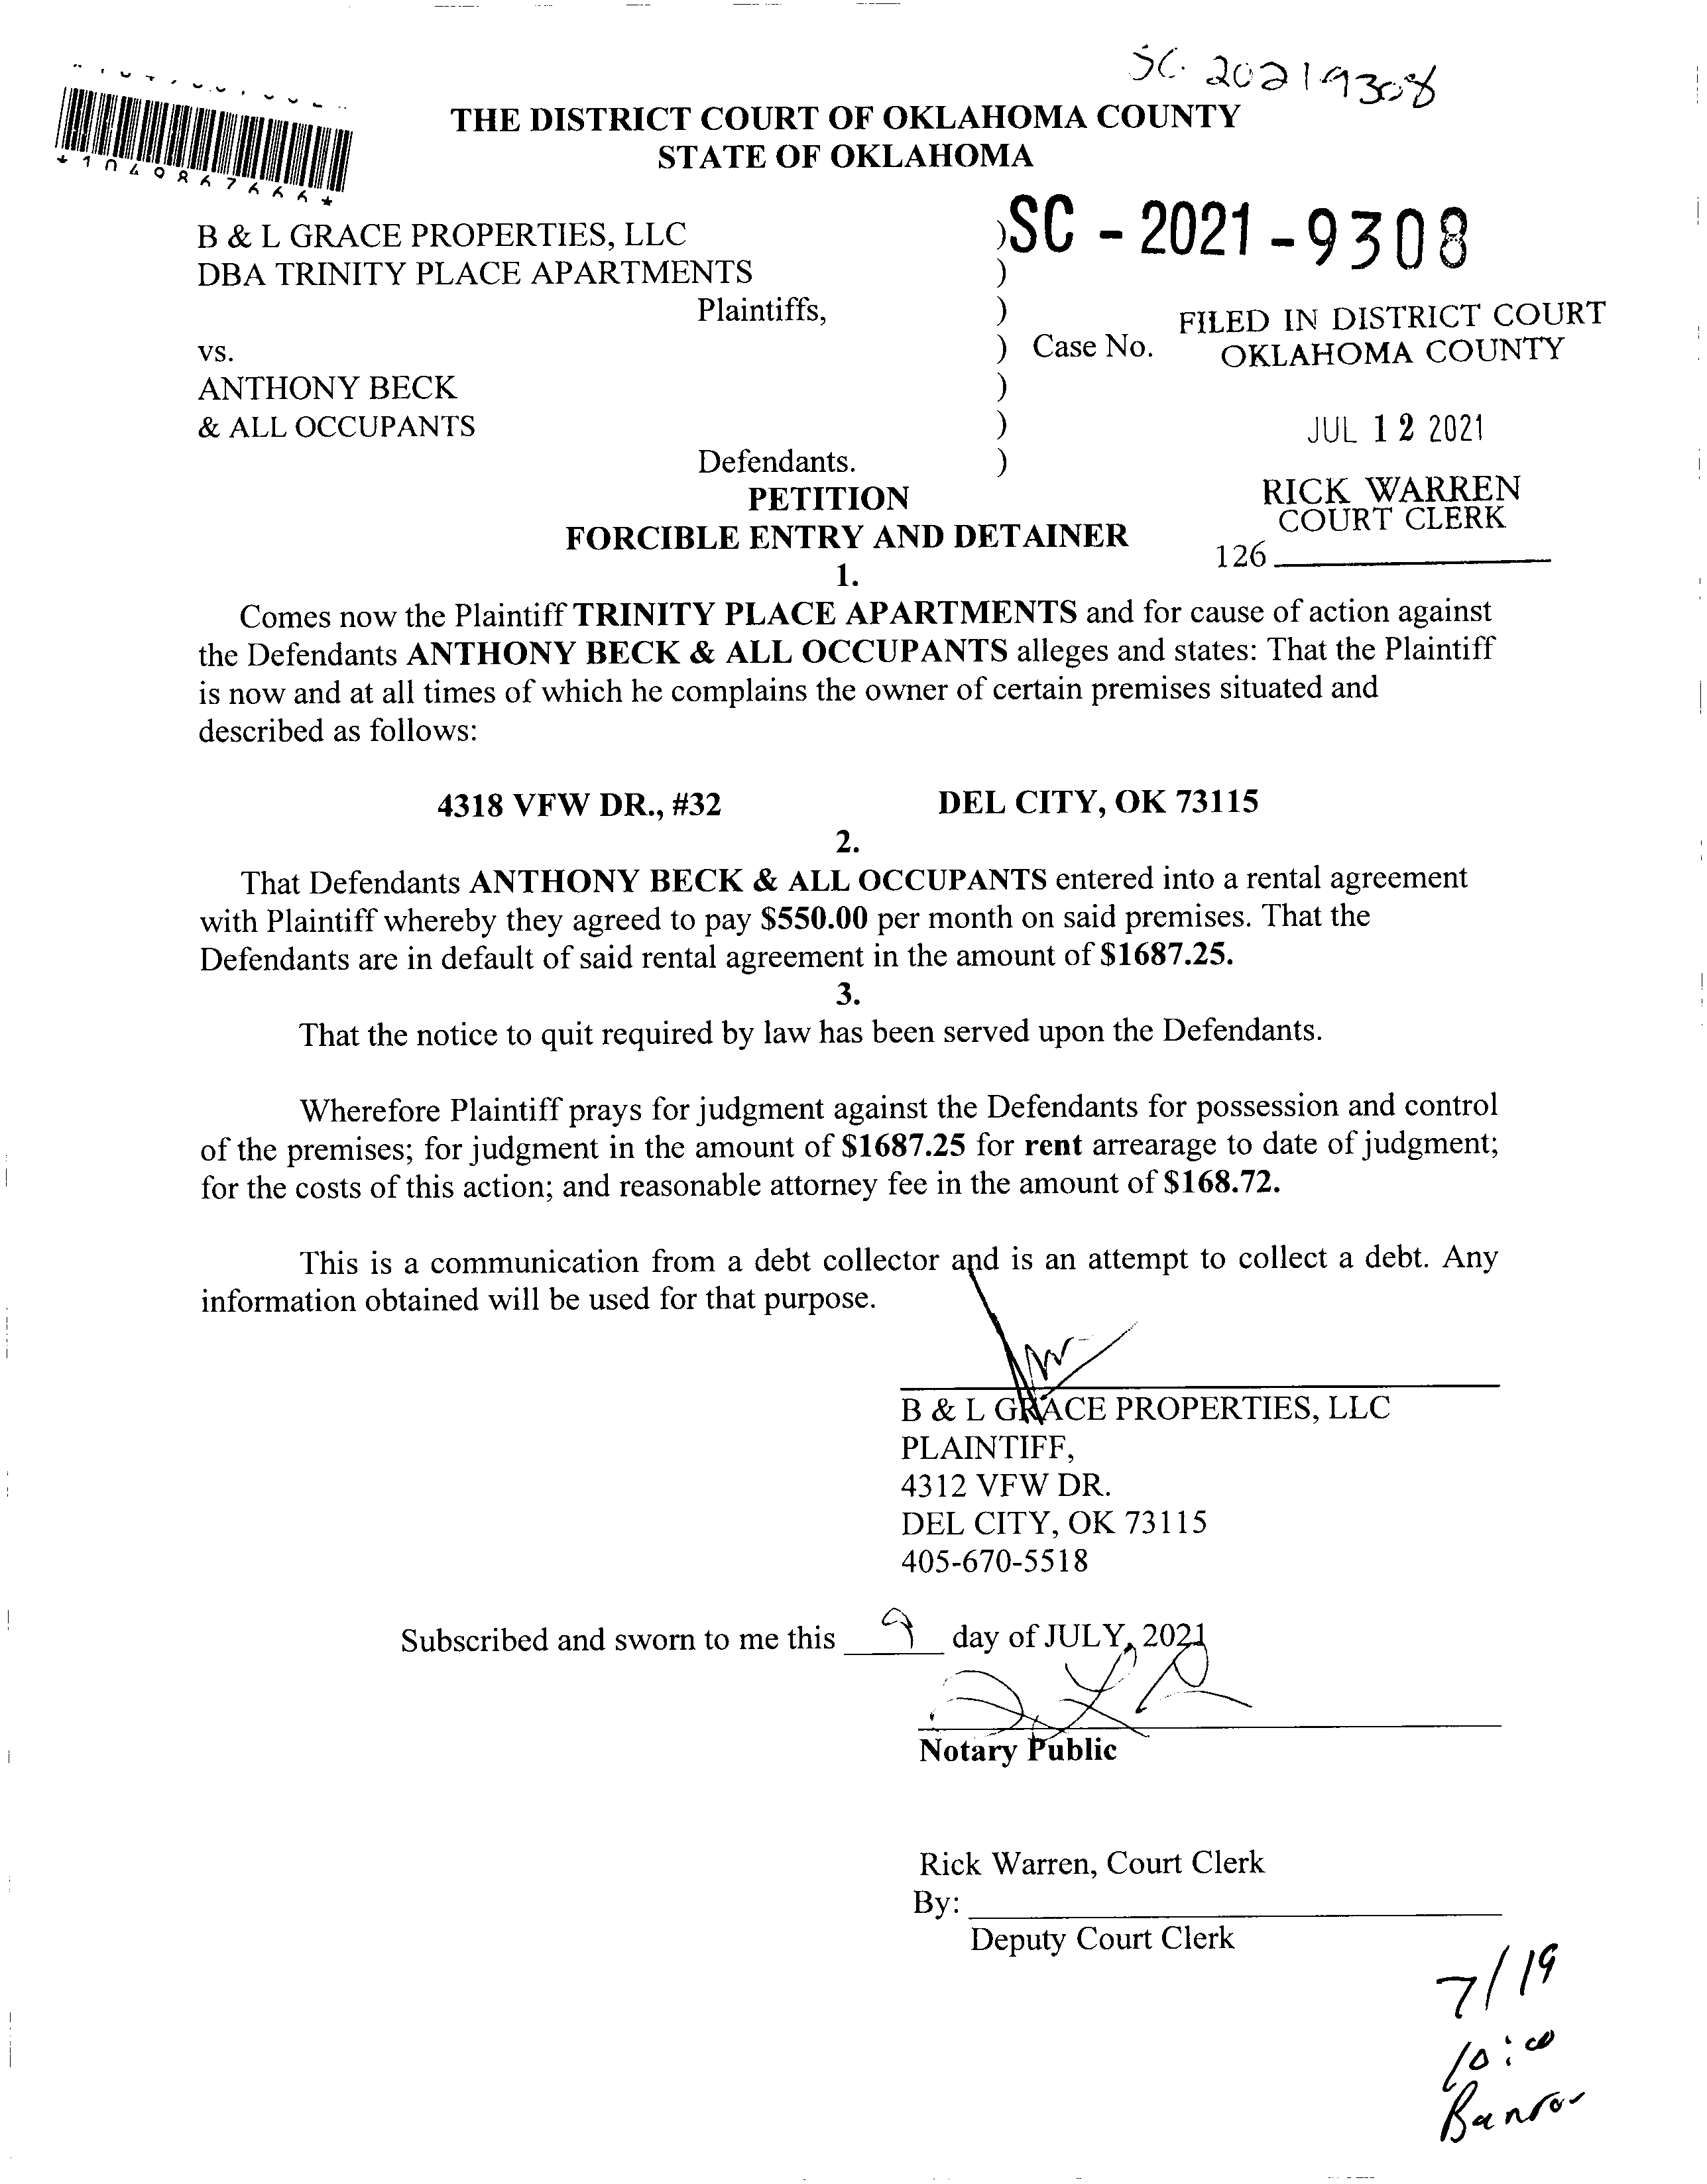 SC 20219308
THE DISTRICT COURT OF OKLAHOMA COUNTY
STATE OF OKLAHOMA
*1049867666*
B & L GRACE PROPERTIES, LLC
)SC - 2021 - 9308
DBA TRINITY PLACE APARTMENTS )
Plaintiffs, )
FILED IN DISTRICT COURT
vs. ) Case No.
OKLAHOMA COUNTY
ANTHONY BECK )
& ALL OCCUPANTS )
JUL 12 2021
Defendants. )
PETITION
RICK WARREN
COURT CLERK
FORCIBLE ENTRY AND DETAINER
126
1.
Comes now the Plaintiff TRINITY PLACE APARTMENTS and for cause of action against
the Defendants ANTHONY BECK & ALL OCCUPANTS alleges and states: That the Plaintiff
is now and at all times of which he complains the owner of certain premises situated and
described as follows:
4318 VFW DR., #32 DEL CITY, OK 73115
2.
That Defendants ANTHONY BECK & ALL OCCUPANTS entered into a rental agreement
with Plaintiff whereby they agreed to pay $550.00 per month on said premises. That the
Defendants are in default of said rental agreement in the amount of $1687.25.
3.
That the notice to quit required by law has been served upon the Defendants.
Wherefore Plaintiff prays for judgment against the Defendants for possession and control
of the premises; for judgment in the amount of $1687.25 for rent arrearage to date of judgment;
for the costs of this action; and reasonable attorney fee in the amount of $168.72.
This is a communication from a debt collector and is an attempt to collect a debt. Any
information obtained will be used for that purpose.
B & L GRACE PROPERTIES, LLC
PLAINTIFF,
4312 VFW DR.
DEL CITY, OK 73115
405-670-5518
Subscribed and sworn to me this 9 day of JULY, 2021
Notary Public
Rick Warren, Court Clerk
By:
Deputy Court Clerk
7/19
10:00